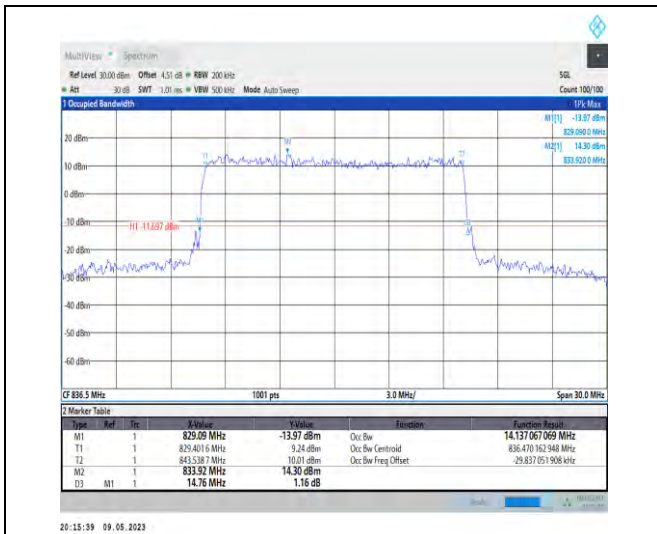 MultiView Spectrum
Ref Level 30.00 dBm Offset 4.51 dB RBW 200 kHz SGL
Att 30 dB SWT 1.01 ms VBW 500 kHz Mode Auto Sweep Count 100/100
1 Occupied Bandwidth 1Pk Max
M1[1] -13.97 dBm
829.090 0 MHz
20 dBm
M2[1] 14.30 dBm
833.920 0 MHz
M2
T1
T2
10 dBm
0 dBm
-10 dBm
H1 -11.697 dBm
M1
D3
-20 dBm
-30 dBm
-40 dBm
-50 dBm
-60 dBm
CF 836.5 MHz 1001 pts 3.0 MHz/ Span 30.0 MHz
2 Marker Table
Type Ref Trc X-Value Y-Value Function Function Result
M1 1 829.09 MHz -13.97 dBm Occ Bw 14.137 067 069 MHz
T1 1 829.401 6 MHz 9.24 dBm Occ Bw Centroid 836.470 162 948 MHz
T2 1 843.538 7 MHz 10.01 dBm Occ Bw Freq Offset -29.837 051 908 kHz
M2 1 833.92 MHz 14.30 dBm
D3 M1 1 14.76 MHz 1.16 dB
Ready
20:15:39 09.05.2023